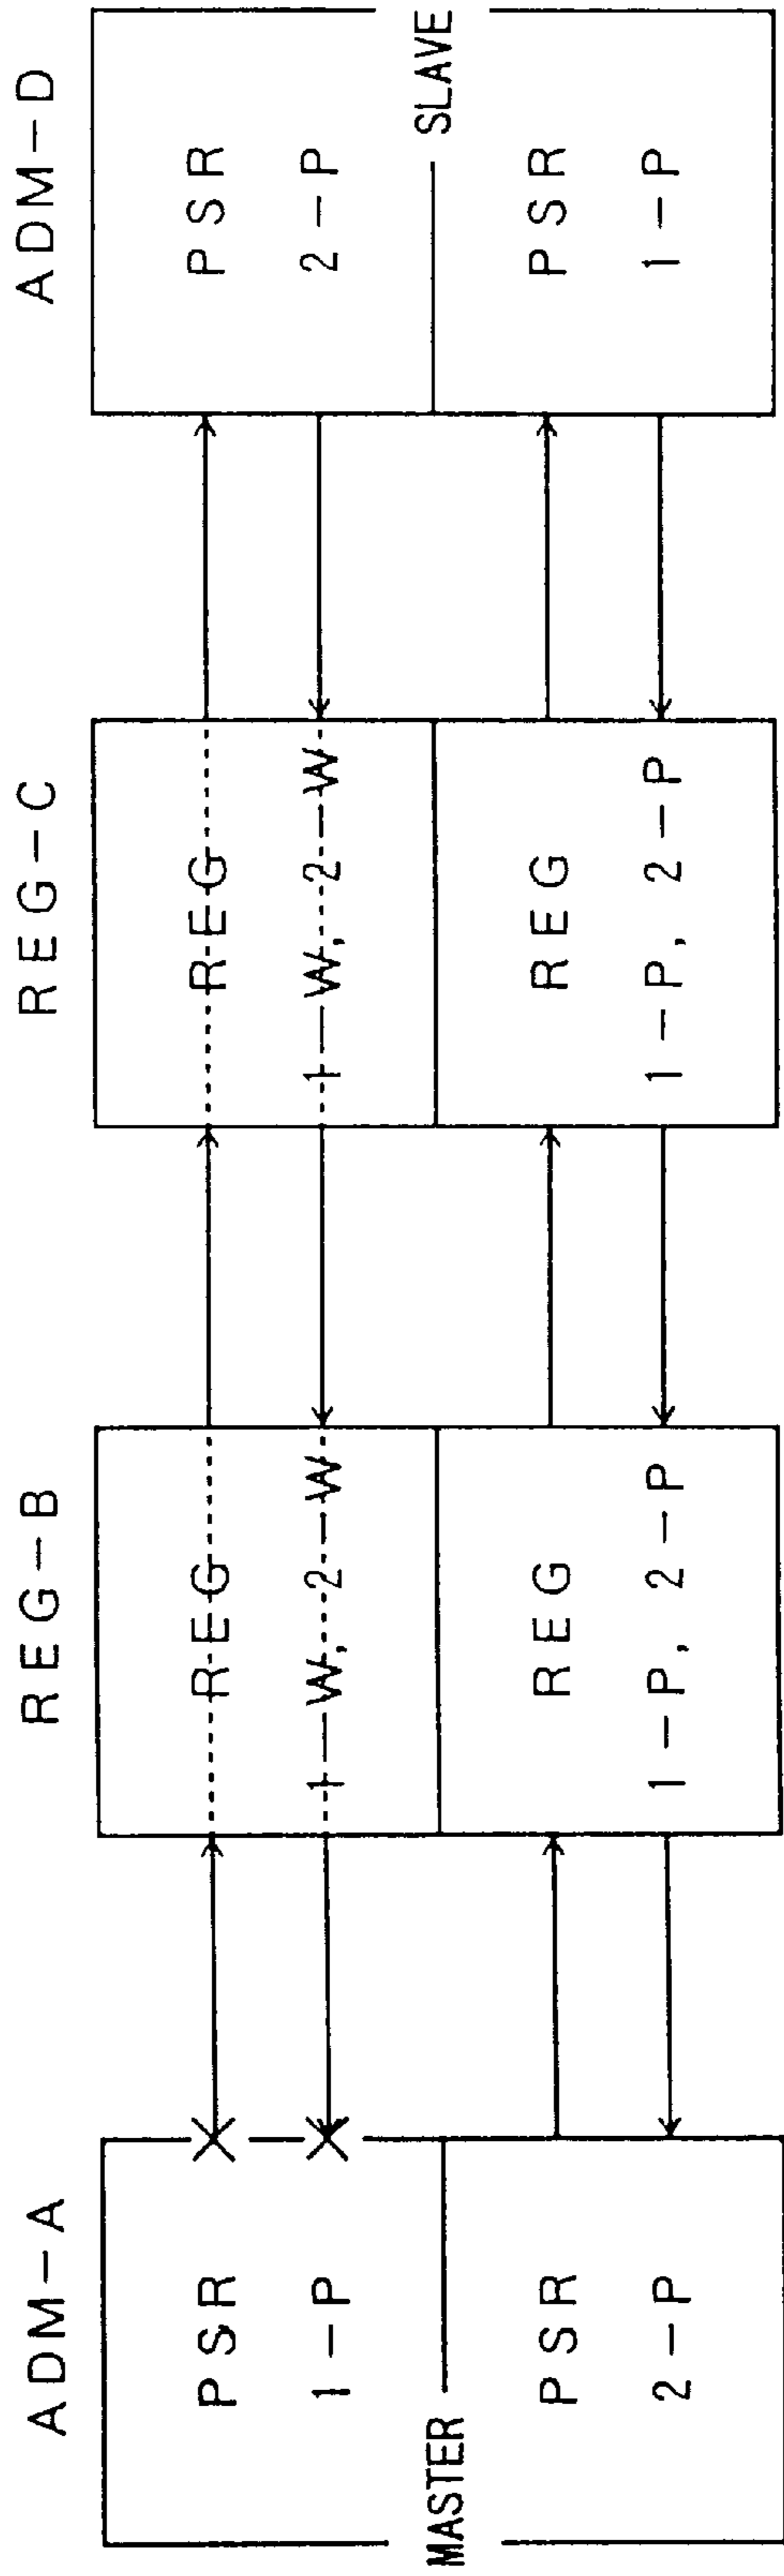 ADM-A
PSR
1-P
MASTER
PSR
2-P
REG-B
REG
1-W, 2-W
REG
1-P, 2-P
REG-C
REG
1-W, 2-W
REG
1-P, 2-P
ADM-D
PSR
2-P
SLAVE
PSR
1-P